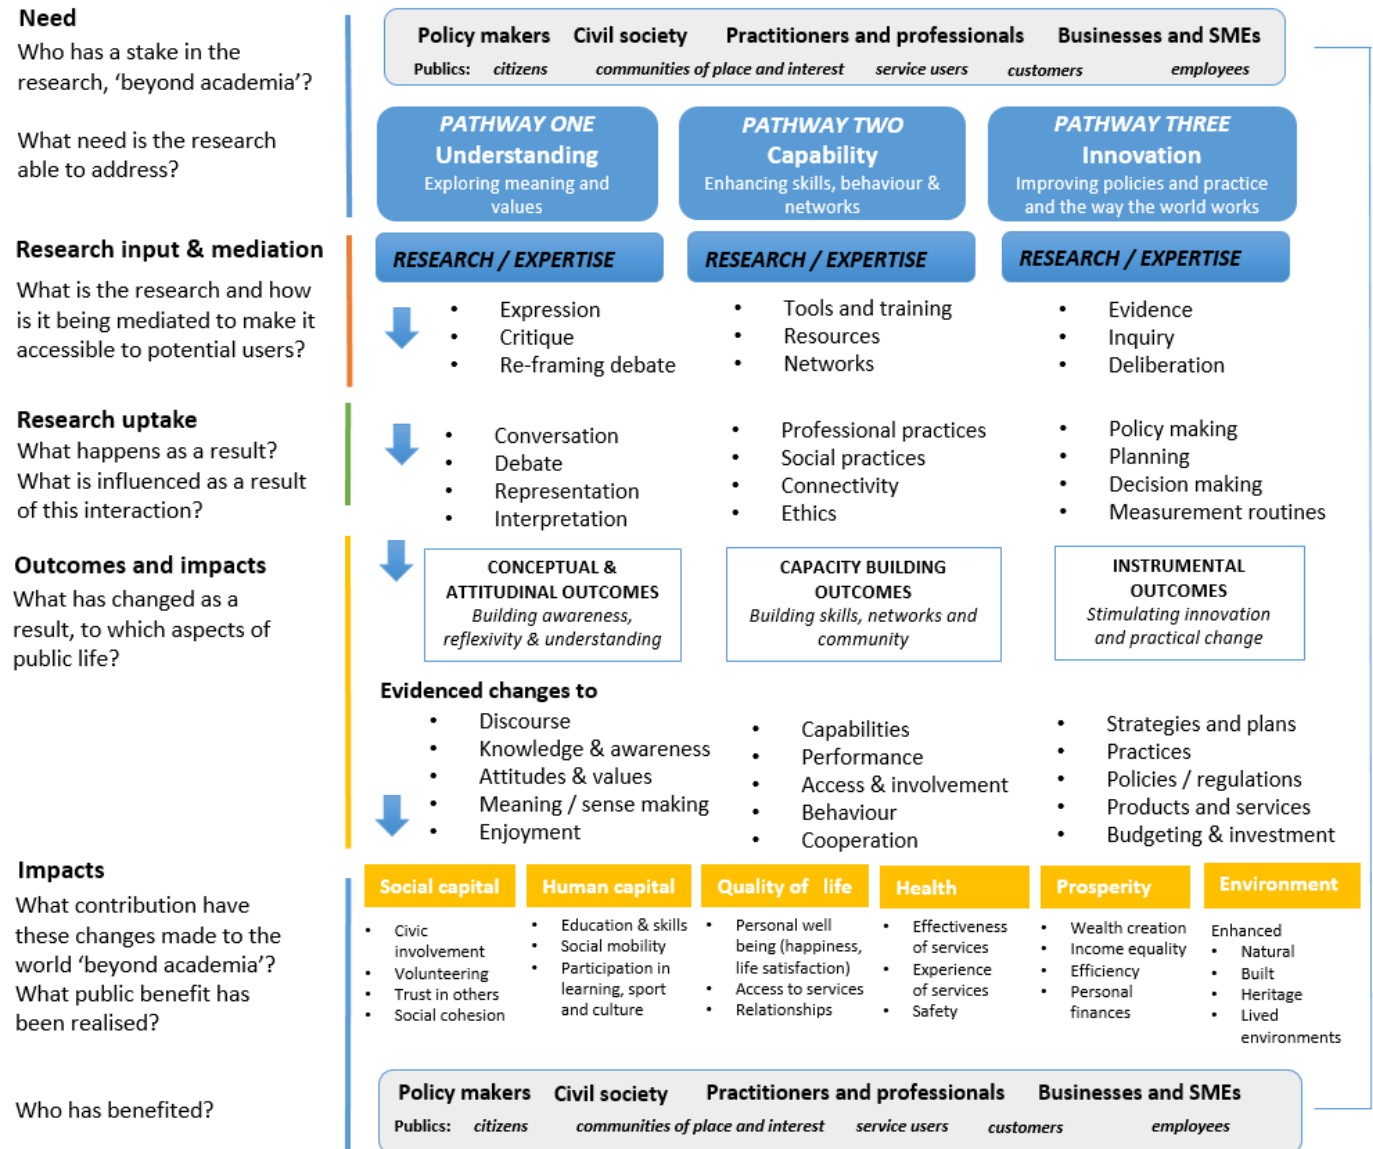 Need
Who has a stake in the
research, ‘beyond academia’?
What need is the research
able to address?
Policy makers Civil society Practitioners and professionals Businesses and SMEs
Publics: citizens communities of place and interest service users customers employees
PATHWAY ONE
Understanding
Exploring meaning and
values
PATHWAY TWO
Capability
Enhancing skills, behaviour &
networks
PATHWAY THREE
Innovation
Improving policies and practice
and the way the world works
Research input & mediation
What is the research and how
is it being mediated to make it
accessible to potential users?
RESEARCH / EXPERTISE
• Expression
• Critique
• Re-framing debate
RESEARCH / EXPERTISE
• Tools and training
• Resources
• Networks
RESEARCH / EXPERTISE
• Evidence
• Inquiry
• Deliberation
Research uptake
What happens as a result?
What is influenced as a result
of this interaction?
• Conversation
• Debate
• Representation
• Interpretation
• Professional practices
• Social practices
• Connectivity
• Ethics
• Policy making
• Planning
• Decision making
• Measurement routines
Outcomes and impacts
What has changed as a
result, to which aspects of
public life?
CONCEPTUAL &
ATTITUDINAL OUTCOMES
Building awareness,
reflexivity & understanding
CAPACITY BUILDING
OUTCOMES
Building skills, networks and
community
INSTRUMENTAL
OUTCOMES
Stimulating innovation
and practical change
Evidenced changes to
• Discourse
• Knowledge & awareness
• Attitudes & values
• Meaning / sense making
• Enjoyment
• Capabilities
• Performance
• Access & involvement
• Behaviour
• Cooperation
• Strategies and plans
• Practices
• Policies / regulations
• Products and services
• Budgeting & investment
Impacts
What contribution have
these changes made to the
world ‘beyond academia’?
What public benefit has
been realised?
Social capital
• Civic
involvement
• Volunteering
• Trust in others
• Social cohesion
Human capital
• Education & skills
• Social mobility
• Participation in
learning, sport
and culture
Quality of life
• Personal well
being (happiness,
life satisfaction)
• Access to services
• Relationships
Health
• Effectiveness
of services
• Experience
of services
• Safety
Prosperity
• Wealth creation
• Income equality
• Efficiency
• Personal
finances
Environment
Enhanced
• Natural
• Built
• Heritage
• Lived
environments
Who has benefited?
Policy makers Civil society Practitioners and professionals Businesses and SMEs
Publics: citizens communities of place and interest service users customers employees